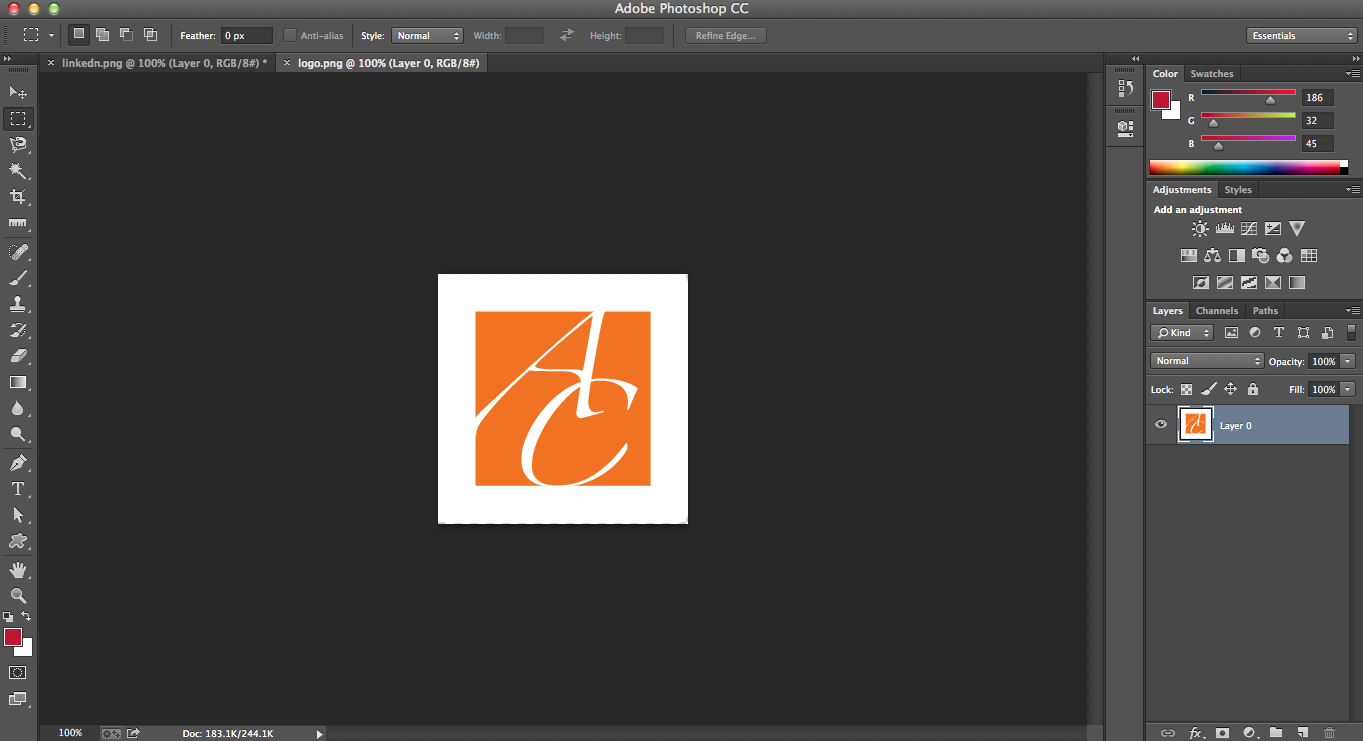 Adobe Photoshop CC
Feather: 0 px Anti-alias Style: Normal Width: Height: Refine Edge... Essentials
linkedn.png @ 100% (Layer 0, RGB/8#) * logo.png @ 100% (Layer 0, RGB/8#)
Color Swatches
R 186
G 32
B 45
Adjustments Styles
Add an adjustment
AC
Layers Channels Paths
Kind T
Normal Opacity: 100%
Lock: Fill: 100%
Layer 0
T
100% Doc: 183.1K/244.1K fx